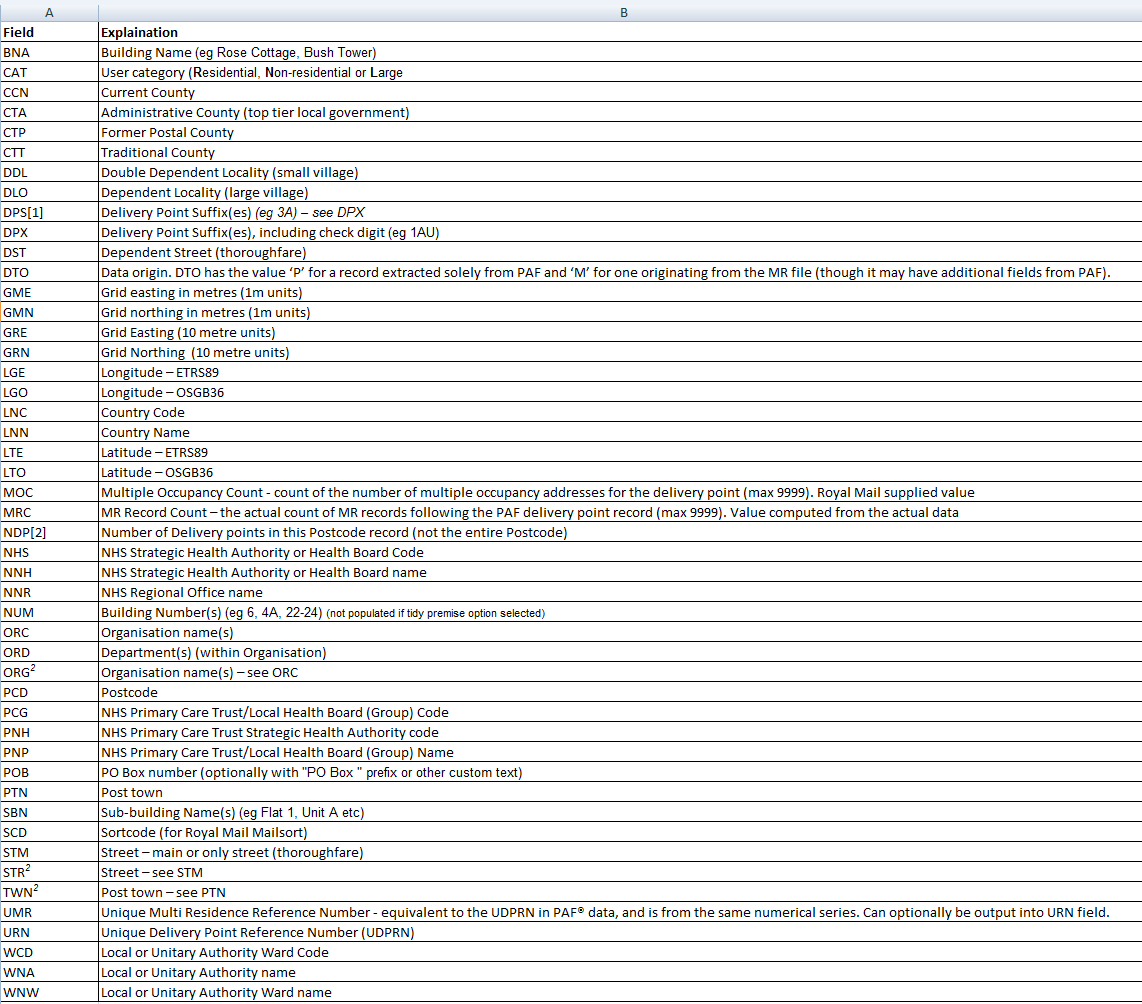 A B
Field Explaination
BNA Building Name (eg Rose Cottage, Bush Tower)
CAT User category (Residential, Non-residential or Large
CCN Current County
CTA Administrative County (top tier local government)
CTP Former Postal County
CTT Traditional County
DDL Double Dependent Locality (small village)
DLO Dependent Locality (large village)
DPS[1] Delivery Point Suffix(es) (eg 3A) – see DPX
DPX Delivery Point Suffix(es), including check digit (eg 1AU)
DST Dependent Street (thoroughfare)
DTO Data origin. DTO has the value ‘P’ for a record extracted solely from PAF and ‘M’ for one originating from the MR file (though it may have additional fields from PAF).
GME Grid easting in metres (1m units)
GMN Grid northing in metres (1m units)
GRE Grid Easting (10 metre units)
GRN Grid Northing (10 metre units)
LGE Longitude – ETRS89
LGO Longitude – OSGB36
LNC Country Code
LNN Country Name
LTE Latitude – ETRS89
LTO Latitude – OSGB36
MOC Multiple Occupancy Count - count of the number of multiple occupancy addresses for the delivery point (max 9999). Royal Mail supplied value
MRC MR Record Count – the actual count of MR records following the PAF delivery point record (max 9999). Value computed from the actual data
NDP[2] Number of Delivery points in this Postcode record (not the entire Postcode)
NHS NHS Strategic Health Authority or Health Board Code
NNH NHS Strategic Health Authority or Health Board name
NNR NHS Regional Office name
NUM Building Number(s) (eg 6, 4A, 22-24) (not populated if tidy premise option selected)
ORC Organisation name(s)
ORD Department(s) (within Organisation)
ORG² Organisation name(s) – see ORC
PCD Postcode
PCG NHS Primary Care Trust/Local Health Board (Group) Code
PNH NHS Primary Care Trust Strategic Health Authority code
PNP NHS Primary Care Trust/Local Health Board (Group) Name
POB PO Box number (optionally with "PO Box " prefix or other custom text)
PTN Post town
SBN Sub-building Name(s) (eg Flat 1, Unit A etc)
SCD Sortcode (for Royal Mail Mailsort)
STM Street – main or only street (thoroughfare)
STR² Street – see STM
TWN² Post town – see PTN
UMR Unique Multi Residence Reference Number - equivalent to the UDPRN in PAF® data, and is from the same numerical series. Can optionally be output into URN field.
URN Unique Delivery Point Reference Number (UDPRN)
WCD Local or Unitary Authority Ward Code
WNA Local or Unitary Authority name
WNW Local or Unitary Authority Ward name